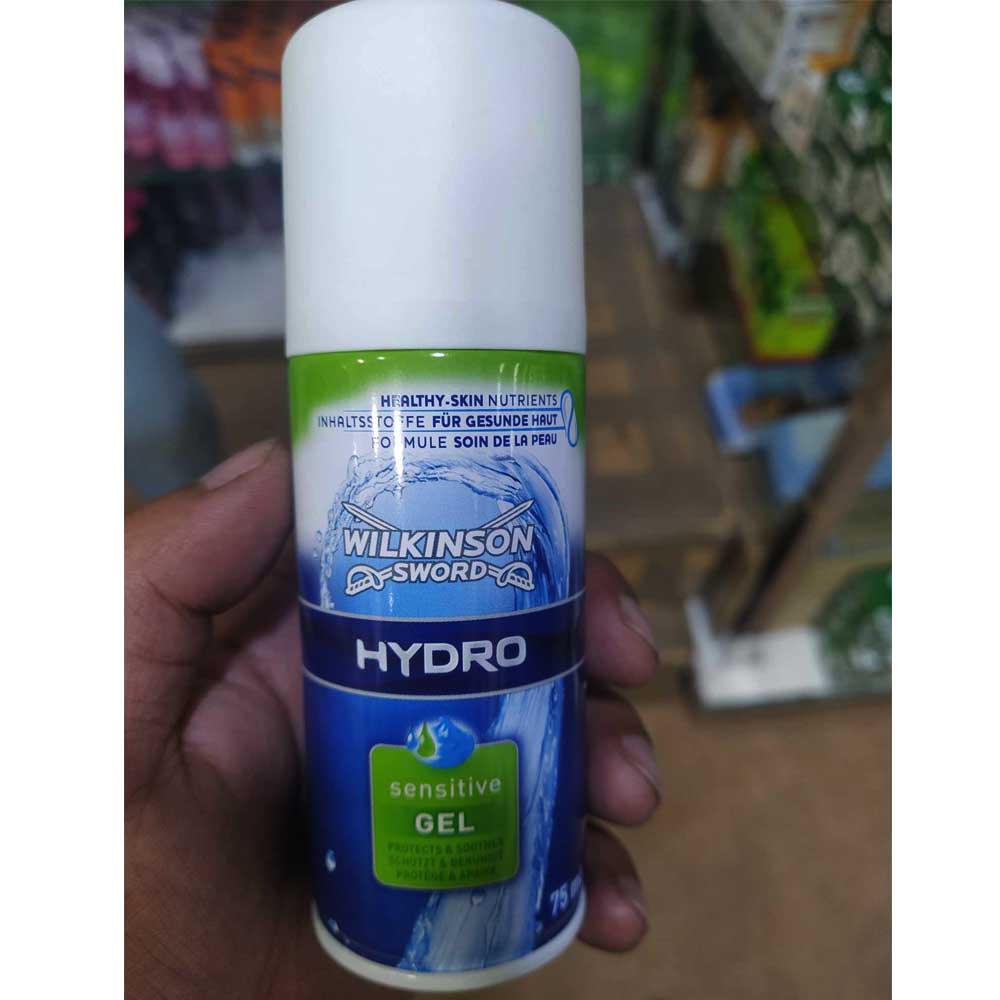 HEALTHY-SKIN NUTRIENTS
INHALTSSTOFFE FÜR GESUNDE HAUT
FORMULE SOIN DE LA PEAU
WILKINSON
SWORD
HYDRO
sensitive
GEL
PROTECTS & SOOTHES
SCHÜTZT & BERUHIGT
PROTÈGE & APAISE
75